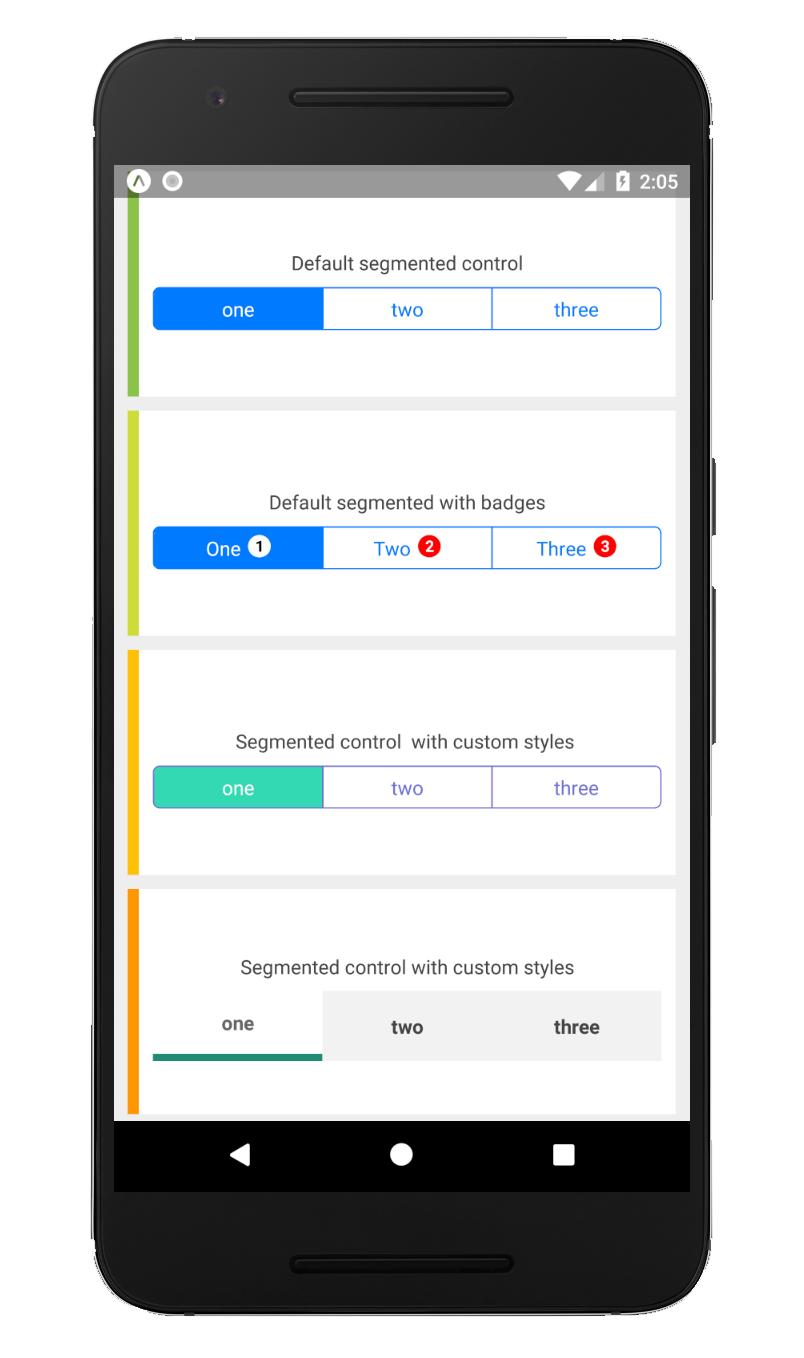 2:05
Default segmented control
one two three
Default segmented with badges
One 1 Two 2 Three 3
Segmented control  with custom styles
one two three
Segmented control with custom styles
one two three